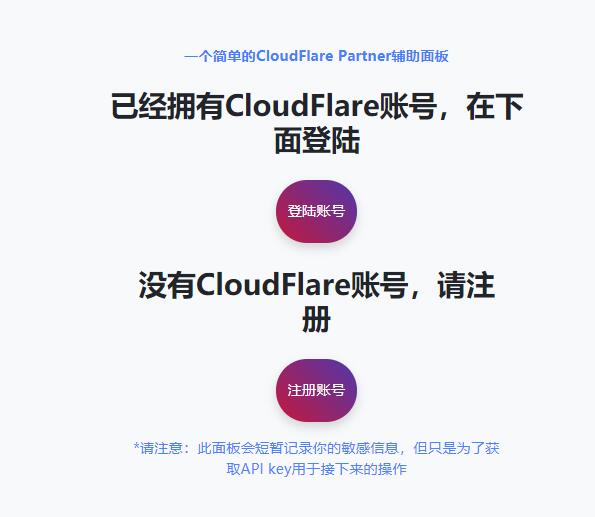 一个简单的CloudFlare Partner辅助面板
已经拥有CloudFlare账号，在下
面登陆
登陆账号
没有CloudFlare账号，请注
册
注册账号
*请注意：此面板会短暂记录你的敏感信息，但只是为了获
取API key用于接下来的操作